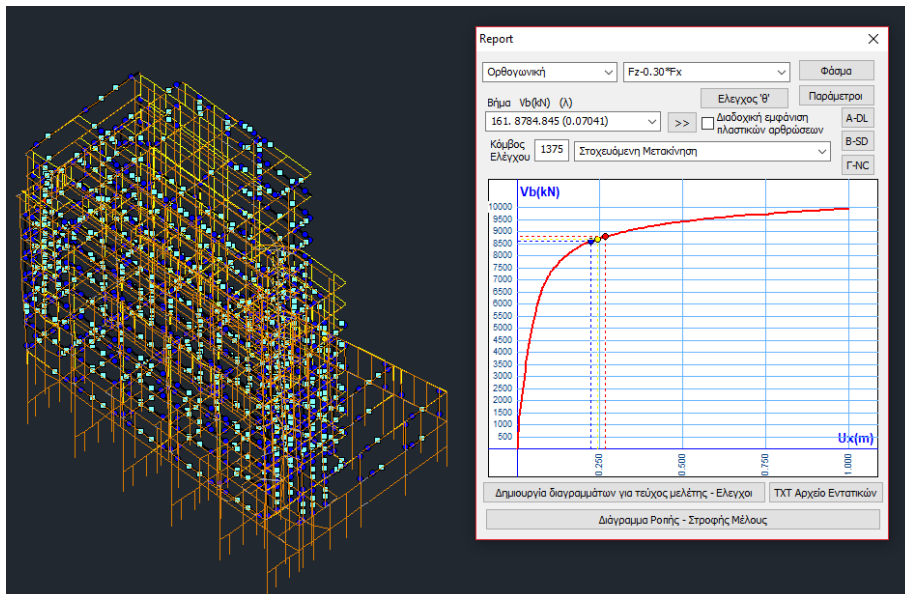 Report
Ορθογωνική
Fz-0.30*Fx
Φάσμα
Βήμα Vb(kN) (λ)
Ελεγχος 'θ'
Παράμετροι
161. 8784.845 (0.07041)
>>
Διαδοχική εμφάνιση
πλαστικών αρθρώσεων
A-DL
Κόμβος
Ελέγχου
1375
Στοχευόμενη Μετακίνηση
B-SD
Γ-NC
Vb(kN)
10000
9500
9000
8500
8000
7500
7000
6500
6000
5500
5000
4500
4000
3500
3000
2500
2000
1500
1000
500
Ux(m)
0.250
0.500
0.750
1.000
Δημιουργία διαγραμμάτων για τεύχος μελέτης - Ελεγχοι
TXT Αρχείο Εντατικών
Διάγραμμα Ροπής - Στροφής Μέλους